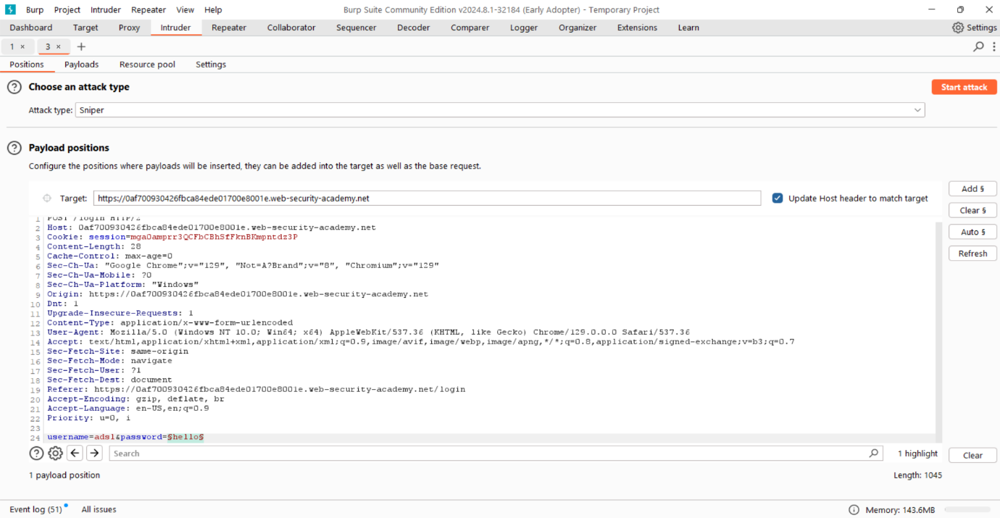 Burp Project Intruder Repeater View Help Burp Suite Community Edition v2024.8.1-32184 (Early Adopter) - Temporary Project
Dashboard Target Proxy Intruder Repeater Collaborator Sequencer Decoder Comparer Logger Organizer Extensions Learn Settings
1 × 3 × +
Positions Payloads Resource pool Settings
? Choose an attack type Start attack
Attack type: Sniper
? Payload positions
Configure the positions where payloads will be inserted, they can be added into the target as well as the base request.
Add §
Target: https://0af700930426fbca84ede01700e8001e.web-security-academy.net Update Host header to match target
Clear §
Auto §
Refresh
1 POST /login HTTP/2
2 Host: 0af700930426fbca84ede01700e8001e.web-security-academy.net
3 Cookie: session=mga0amprr3QCFbCBhSfFknBKmpntdz3P
4 Content-Length: 28
5 Cache-Control: max-age=0
6 Sec-Ch-Ua: "Google Chrome";v="129", "Not=A?Brand";v="8", "Chromium";v="129"
7 Sec-Ch-Ua-Mobile: ?0
8 Sec-Ch-Ua-Platform: "Windows"
9 Origin: https://0af700930426fbca84ede01700e8001e.web-security-academy.net
10 Dnt: 1
11 Upgrade-Insecure-Requests: 1
12 Content-Type: application/x-www-form-urlencoded
13 User-Agent: Mozilla/5.0 (Windows NT 10.0; Win64; x64) AppleWebKit/537.36 (KHTML, like Gecko) Chrome/129.0.0.0 Safari/537.36
14 Accept: text/html,application/xhtml+xml,application/xml;q=0.9,image/avif,image/webp,image/apng,*/*;q=0.8,application/signed-exchange;v=b3;q=0.7
15 Sec-Fetch-Site: same-origin
16 Sec-Fetch-Mode: navigate
17 Sec-Fetch-User: ?1
18 Sec-Fetch-Dest: document
19 Referer: https://0af700930426fbca84ede01700e8001e.web-security-academy.net/login
20 Accept-Encoding: gzip, deflate, br
21 Accept-Language: en-US,en;q=0.9
22 Priority: u=0, i
23
24 username=adsl&password=§hello§
? Search 1 highlight Clear
1 payload position Length: 1045
Event log (51) All issues Memory: 143.6MB